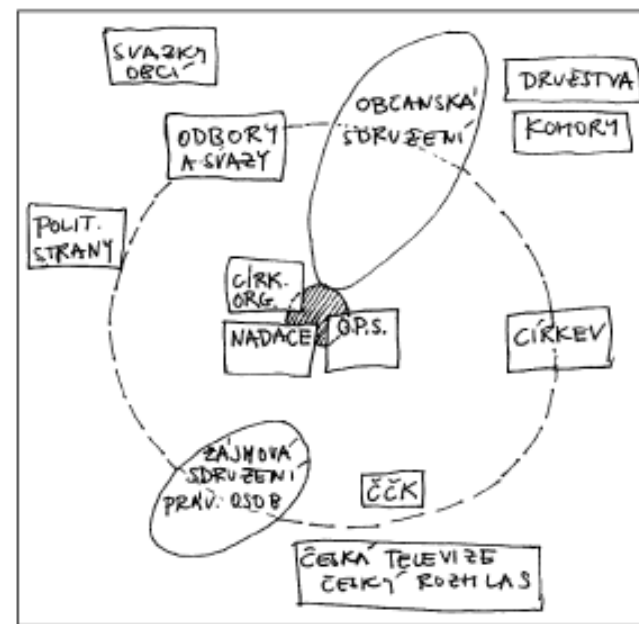 SVAZKY
OBCÍ
OBČANSKÁ
SDRUŽENÍ
DRUŽSTVA
KOMORY
ODBORY
A SVAZY
POLIT.
STRANY
CÍRK.
ORG.
NADACE
O.P.S.
CÍRKEV
ZÁJMOVÁ
SDRUŽENÍ
PRÁV. OSOB
ČČK
ČESKÁ TELEVIZE
ČESKÝ ROZHLAS